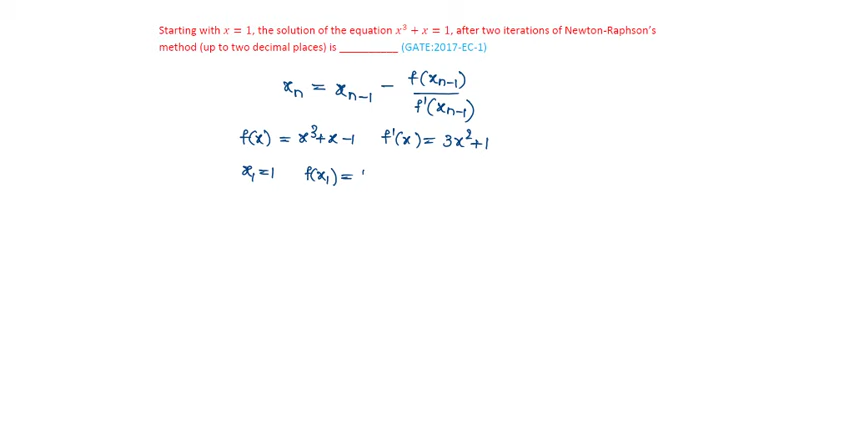 Starting with x = 1, the solution of the equation x³ + x = 1, after two iterations of Newton-Raphson's
method (up to two decimal places) is __________ (GATE:2017-EC-1)
xₙ = xₙ₋₁ − f(xₙ₋₁) / f'(xₙ₋₁)
f(x) = x³+x−1 f'(x) = 3x²+1
x₁=1 f(x₁) =